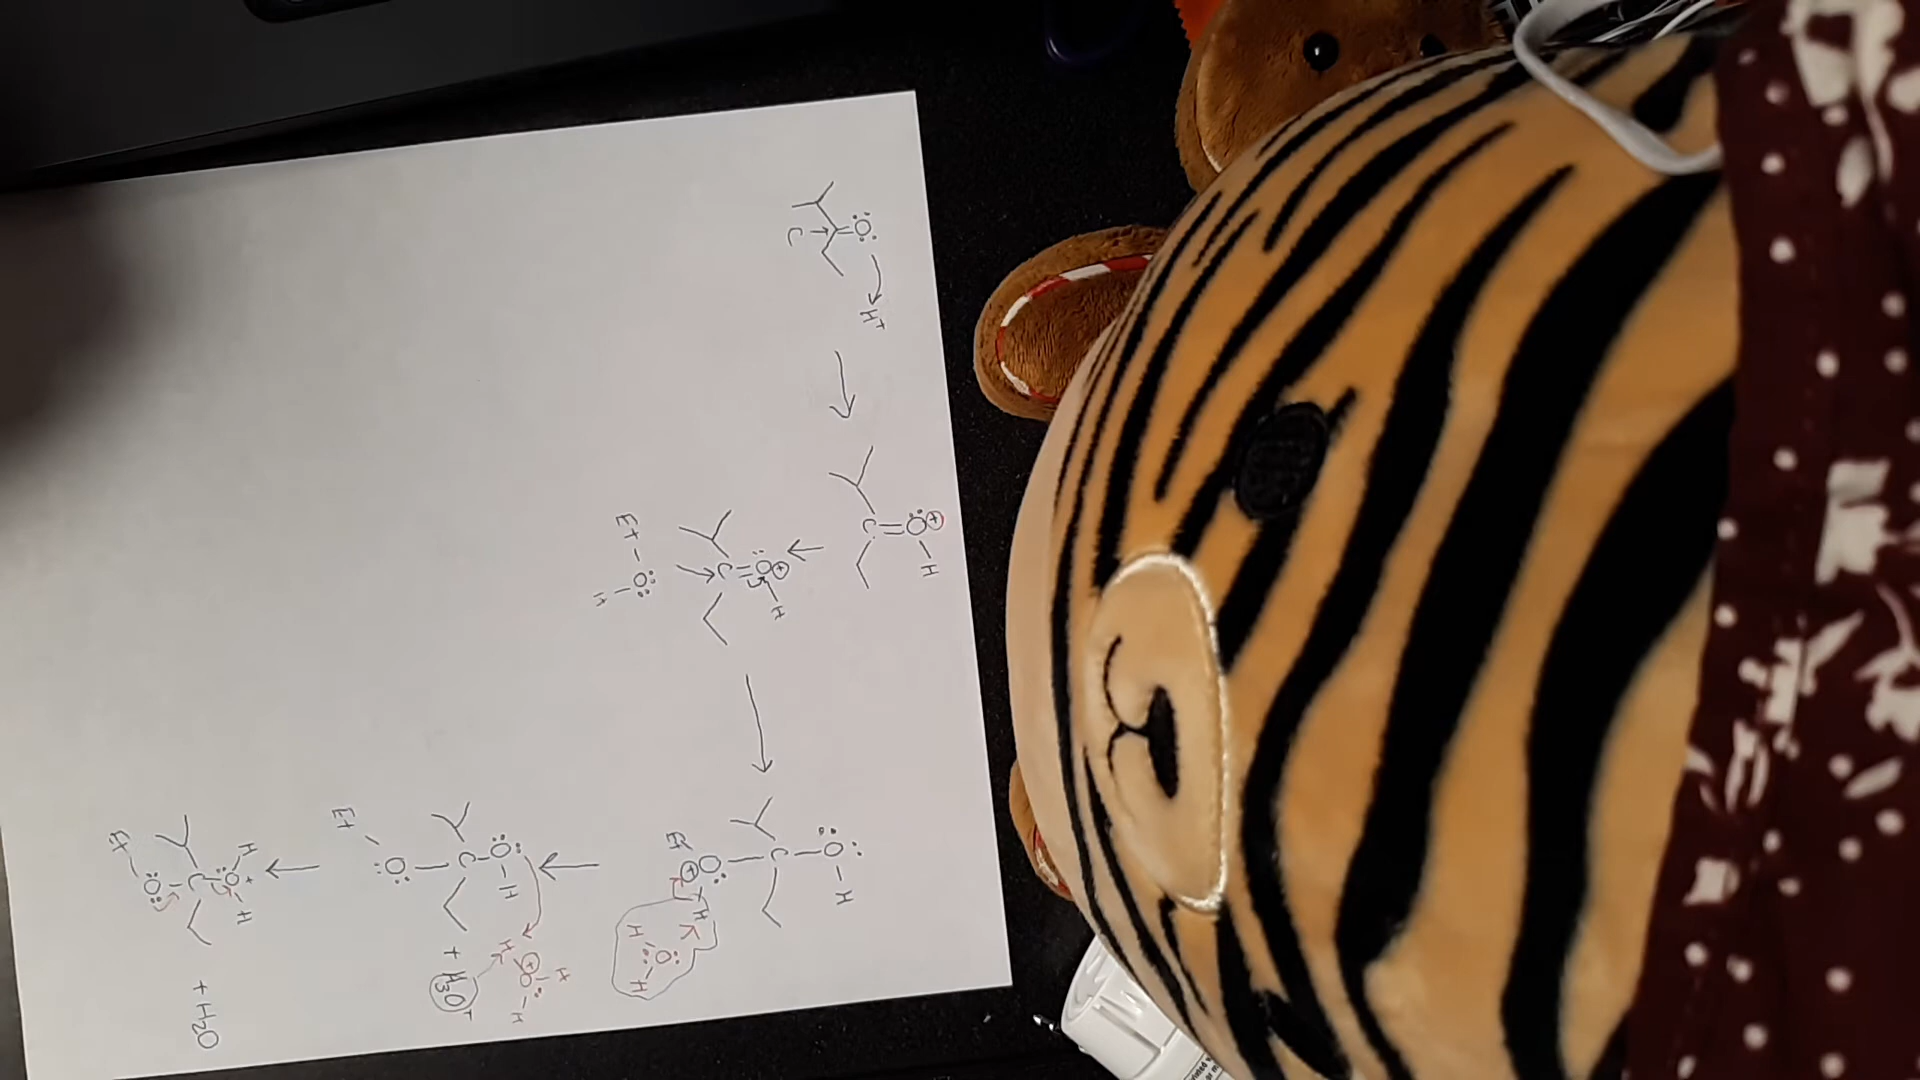 :Ö: H⁺
C
:O⊕
H
C
:O⊕
H
C
Et – Ö:
H
:Ö – H
C
Et O: H
⊕
H Ö: H
:O: – H
C + H₃O⁺
Et O:
H ⊕ H
O: – H
H O⁺ H
C + H₂O
Et O: